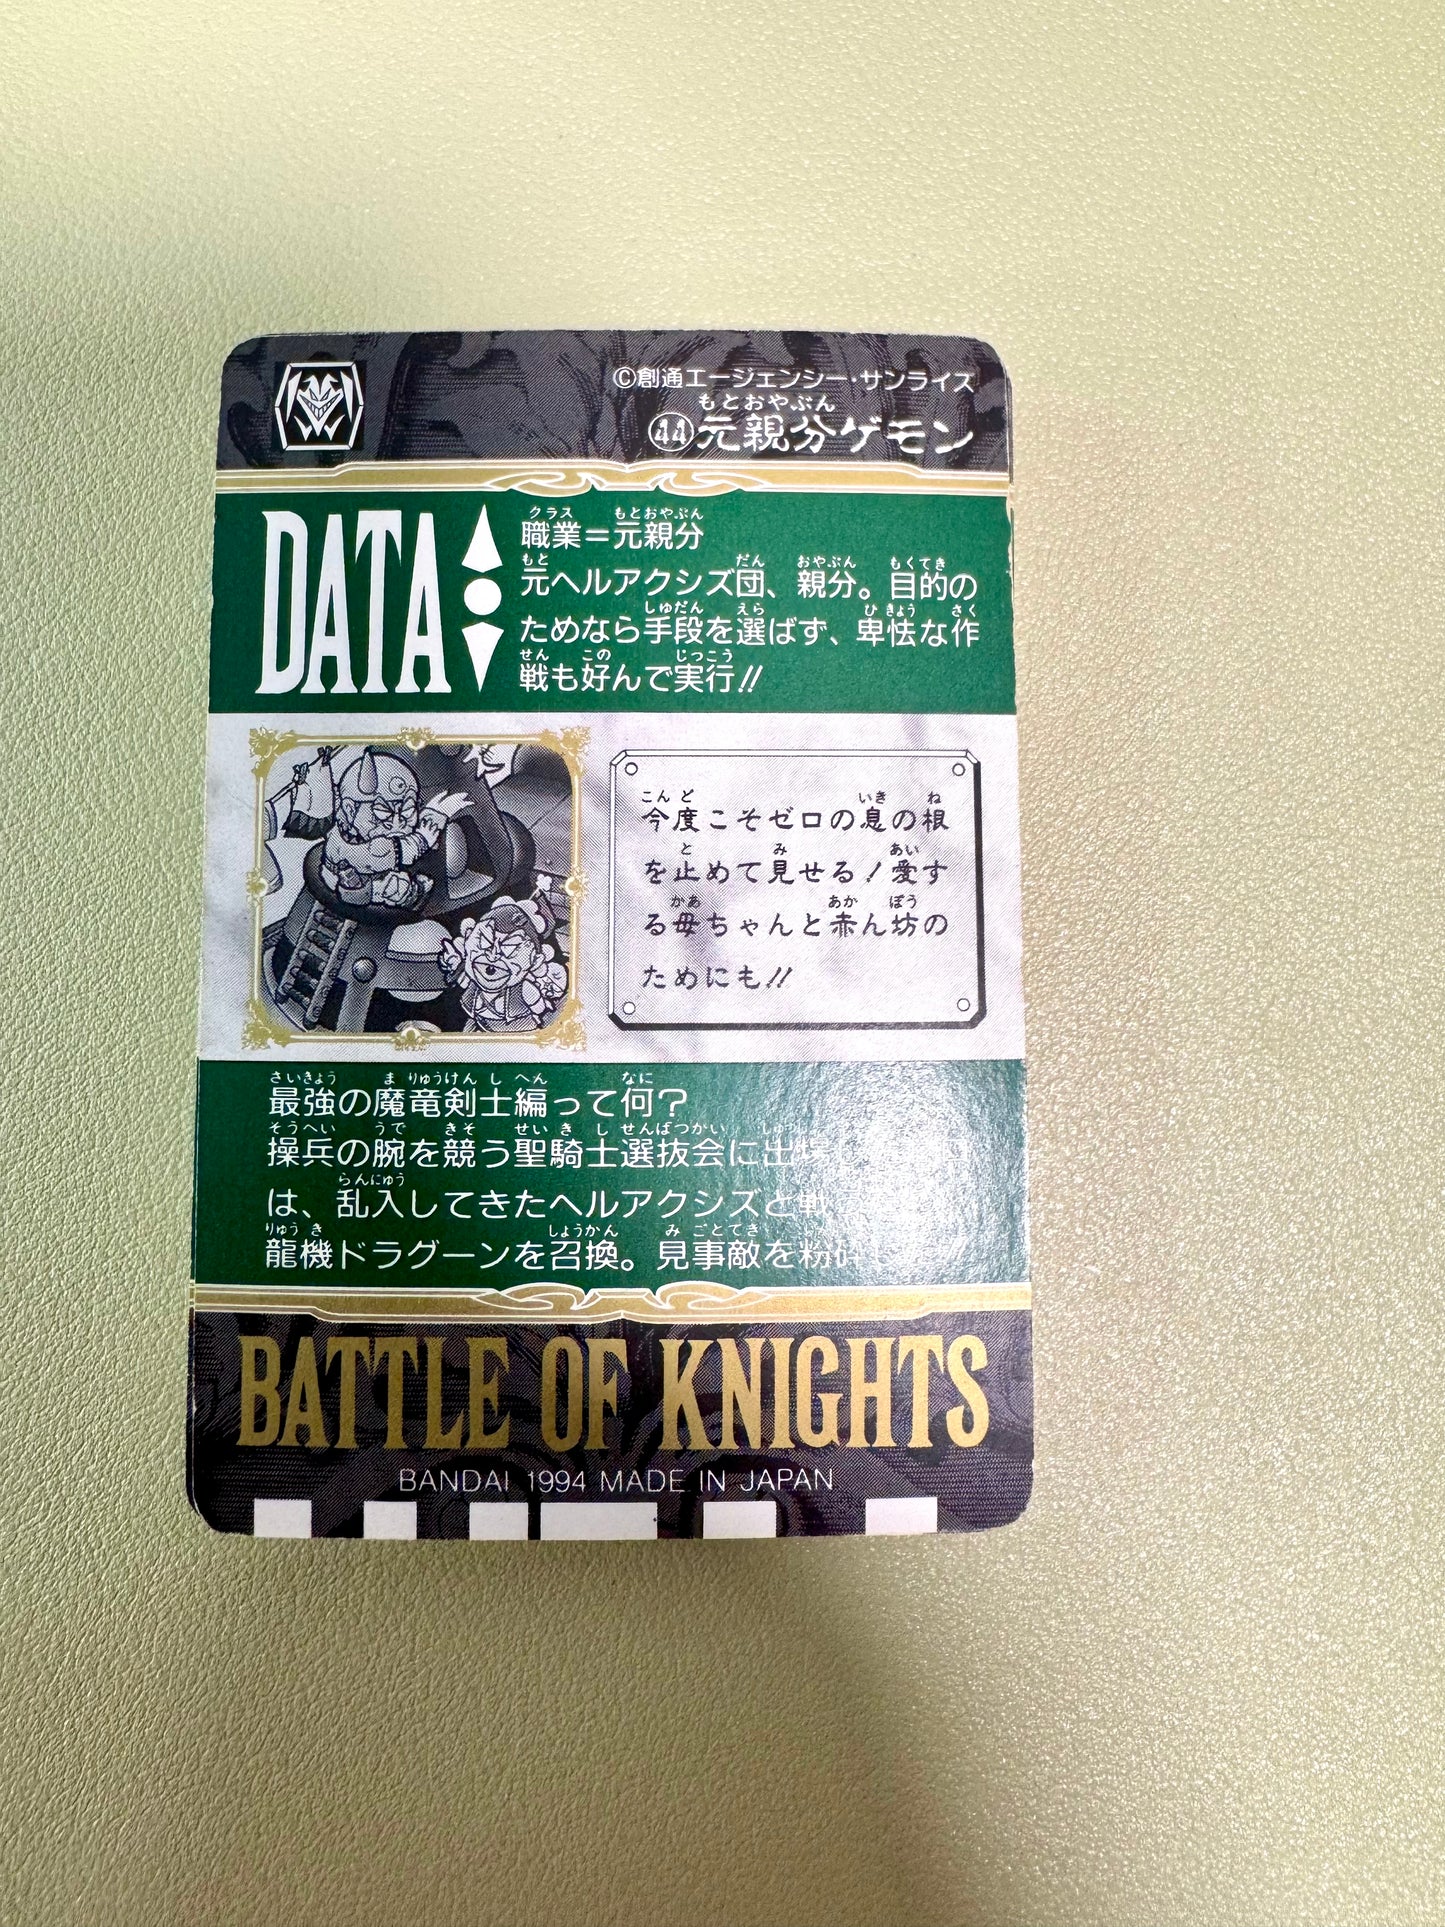 ©創通エージェンシー・サンライズ
もとおやぶん
㊹元親分ゲモン
DATA
クラス もとおやぶん
職業＝元親分
もと だん おやぶん もくてき
元ヘルアクシズ団、親分。目的の
しゅだん えら ひきょう さく
ためなら手段を選ばず、卑怯な作
せん この じっこう
戦も好んで実行!!
こんど いき ね
今度こそゼロの息の根
と み あい
を止めて見せる!愛す
かあ あか ぼう
る母ちゃんと赤ん坊の
ためにも!!
さいきょう まりゅうけんしへん なに
最強の魔竜剣士編って何?
そうへい うで きそ せいきし せんばつかい
操兵の腕を競う聖騎士選抜会に出場
らんにゅう
は、乱入してきたヘルアクシズと戦
りゅうき しょうかん みごとてき
龍機ドラグーンを召換。見事敵を粉砕
BATTLE OF KNIGHTS
BANDAI 1994 MADE IN JAPAN